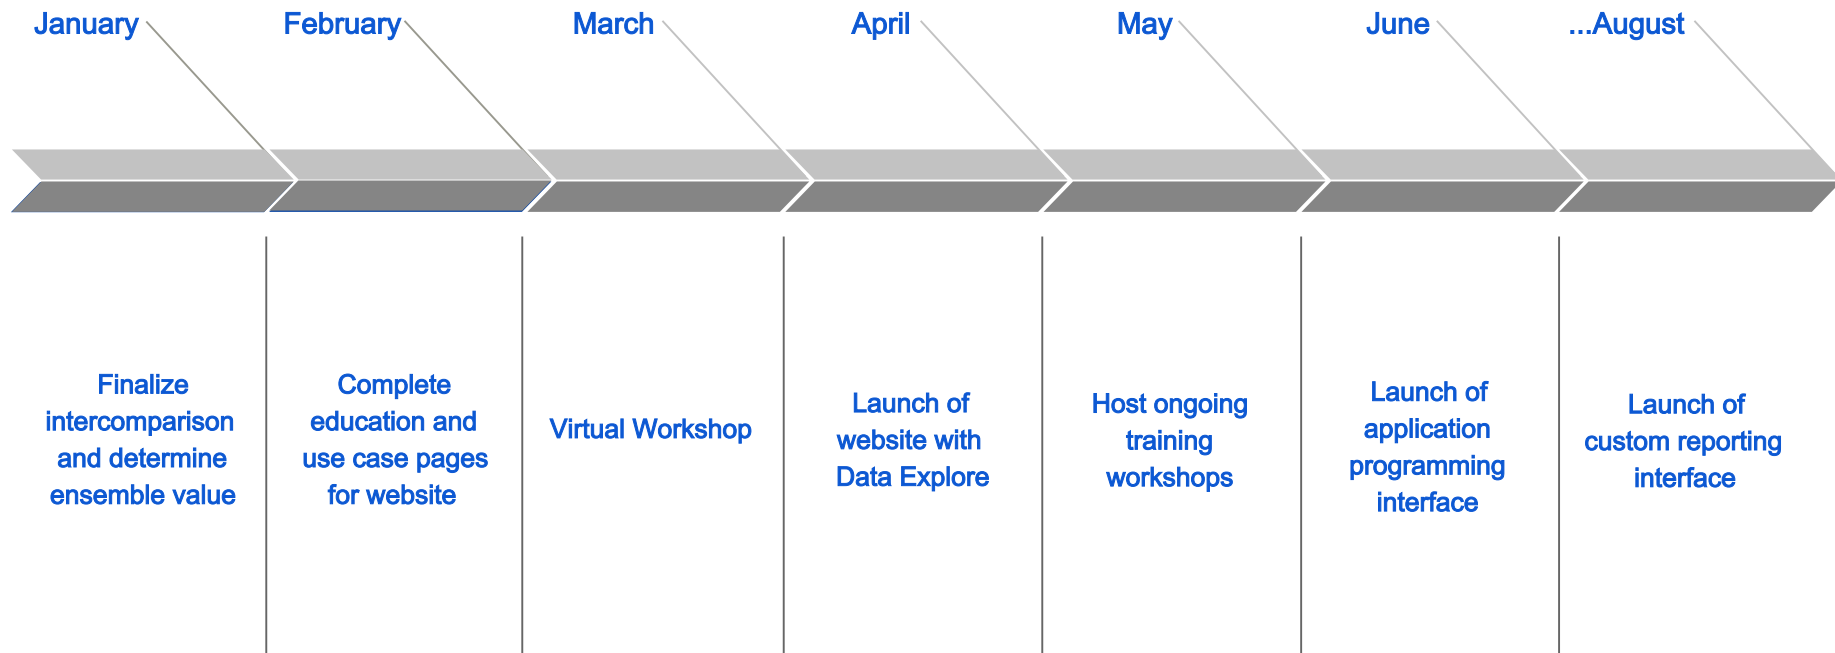 January
February
March
April
May
June
...August
Finalize
intercomparison
and determine
ensemble value
Complete
education and
use case pages
for website
Virtual Workshop
Launch of
website with
Data Explore
Host ongoing
training
workshops
Launch of
application
programming
interface
Launch of
custom reporting
interface